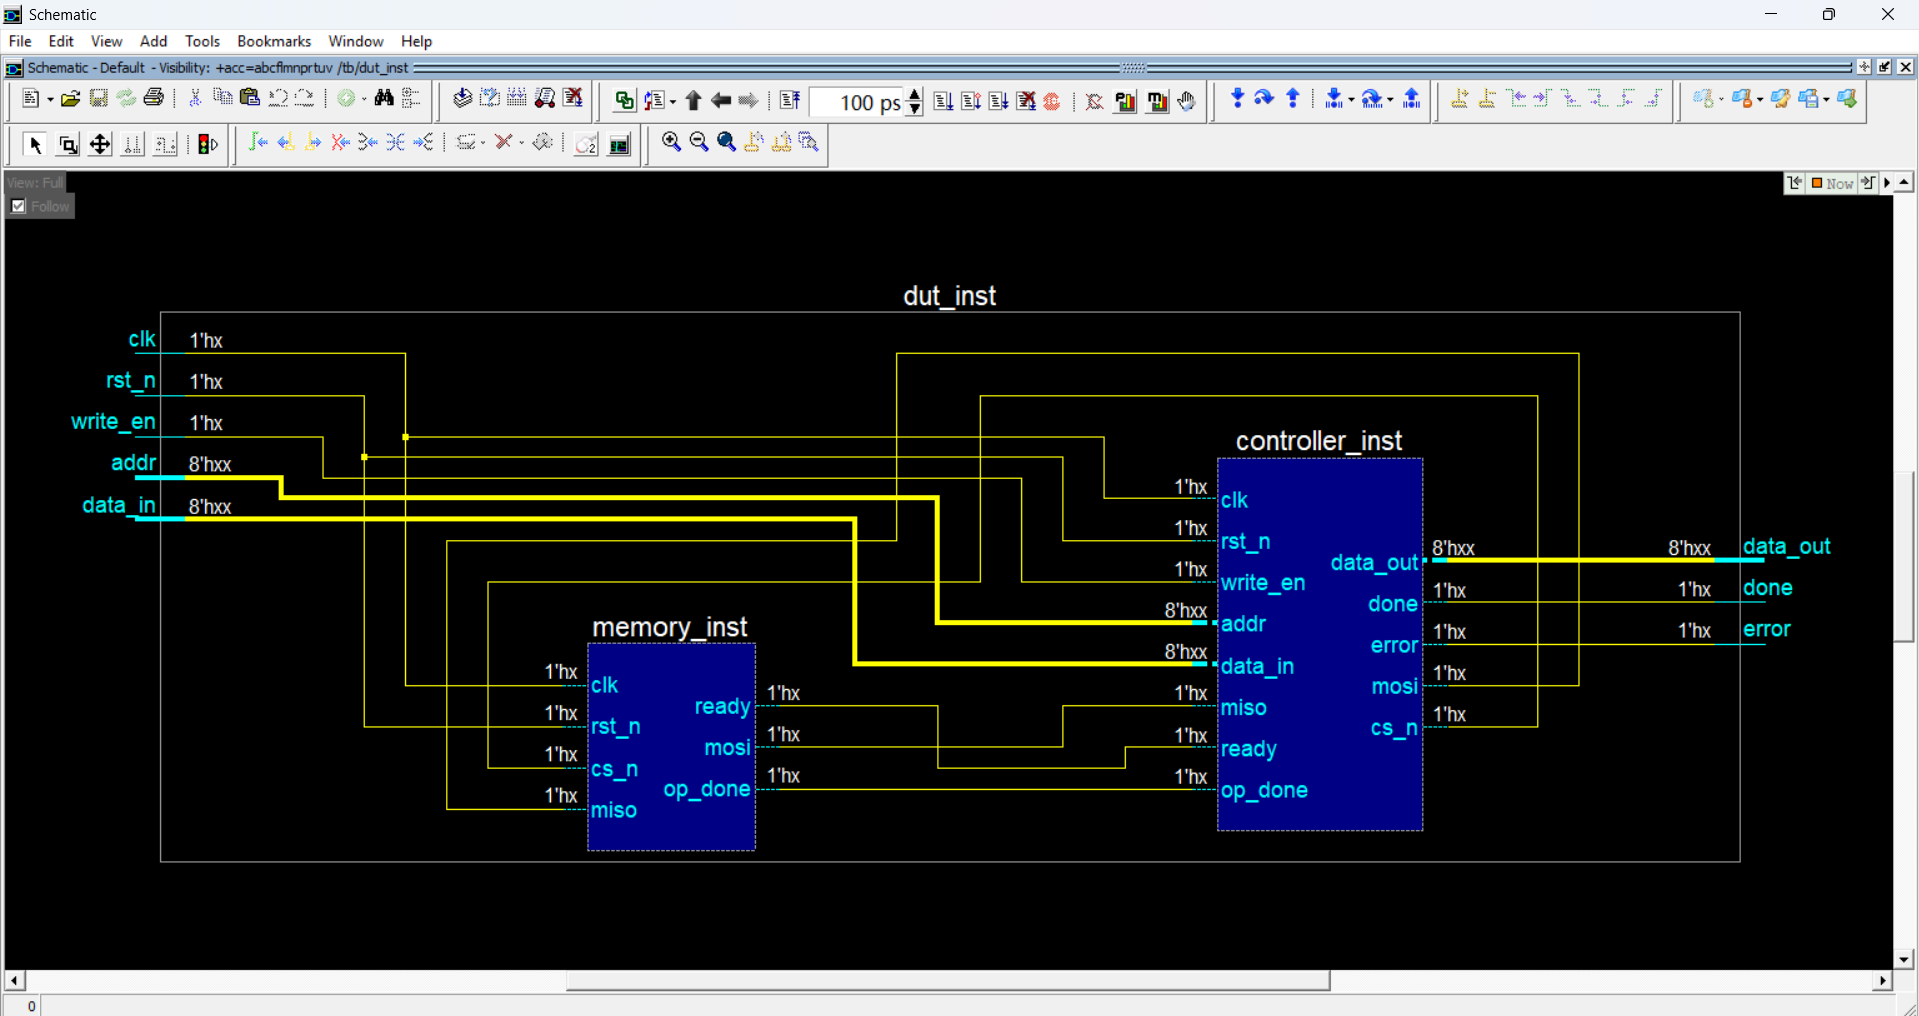 Schematic
File Edit View Add Tools Bookmarks Window Help
Schematic - Default - Visibility: +acc=abcflmnprtuv /tb/dut_inst
100 ps
View: Full
Follow
Now
dut_inst
clk 1'hx
rst_n 1'hx
write_en 1'hx
addr 8'hxx
data_in 8'hxx
controller_inst
1'hx clk
1'hx rst_n
1'hx write_en
8'hxx addr
8'hxx data_in
1'hx miso
1'hx ready
1'hx op_done
data_out 8'hxx
done 1'hx
error 1'hx
mosi 1'hx
cs_n 1'hx
8'hxx data_out
1'hx done
1'hx error
memory_inst
1'hx clk
1'hx rst_n
1'hx cs_n
1'hx miso
ready 1'hx
mosi 1'hx
op_done 1'hx
0